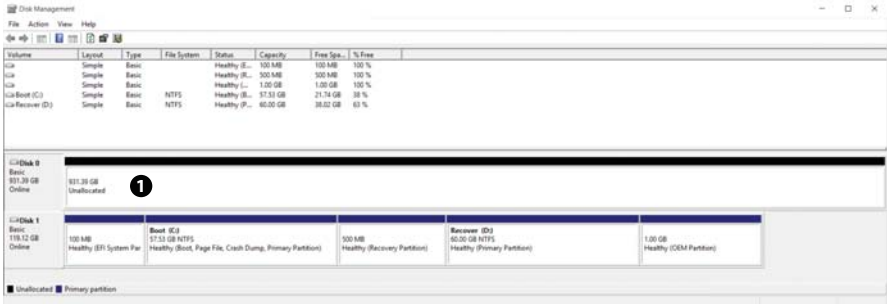 Disk Management
File Action View Help
Volume Layout Type File System Status Capacity Free Spa... % Free
Simple Basic Healthy (E... 100 MB 100 MB 100 %
Simple Basic Healthy (R... 500 MB 500 MB 100 %
Simple Basic Healthy (... 1.00 GB 1.00 GB 100 %
Boot (C:) Simple Basic NTFS Healthy (B... 57.53 GB 21.74 GB 38 %
Recover (D:) Simple Basic NTFS Healthy (P... 60.00 GB 38.02 GB 63 %
Disk 0
Basic
931.39 GB
Online
931.39 GB
Unallocated
1
Disk 1
Basic
119.12 GB
Online
100 MB
Healthy (EFI System Par
Boot (C:)
57.53 GB NTFS
Healthy (Boot, Page File, Crash Dump, Primary Partition)
500 MB
Healthy (Recovery Partition)
Recover (D:)
60.00 GB NTFS
Healthy (Primary Partition)
1.00 GB
Healthy (OEM Partition)
Unallocated Primary partition